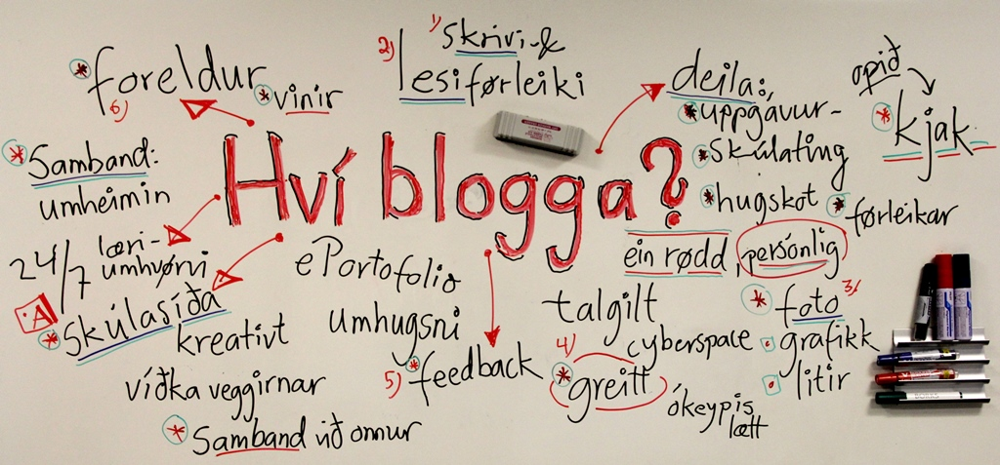 1) skrivi- &
2) lesiførleiki
* foreldur
6)
* vinir
deila:
* uppgávur-
* skúlating
* hugskot
* førleikar
opið
* kjak.
* Samband:
umheimin
Hví blogga?
24/7 læri-
umhvørvi
ePortofolio
ein rødd, persónlig
A
* Skúlasíða
kreativt
umhugsni
talgilt
* foto 3)
grafikk
litir
cyberspace
5) * feedback
4) * greitt
ókeypis
lætt
víðka veggirnar
* Samband við onnur